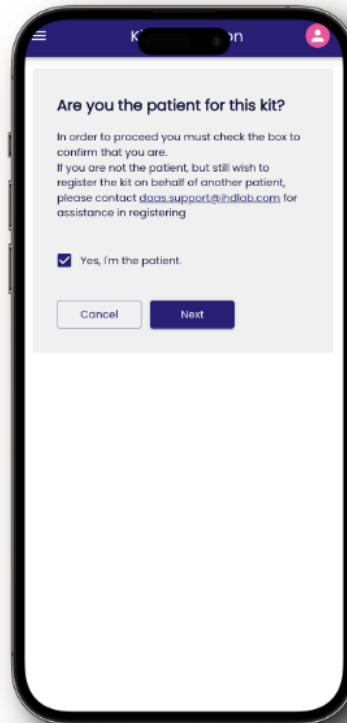 Are you the patient for this kit?
In order to proceed you must check the box to
confirm that you are.
If you are not the patient, but still wish to
register the kit on behalf of another patient,
please contact daas.support@ihdlab.com for
assistance in registering
Yes, I'm the patient.
Cancel
Next